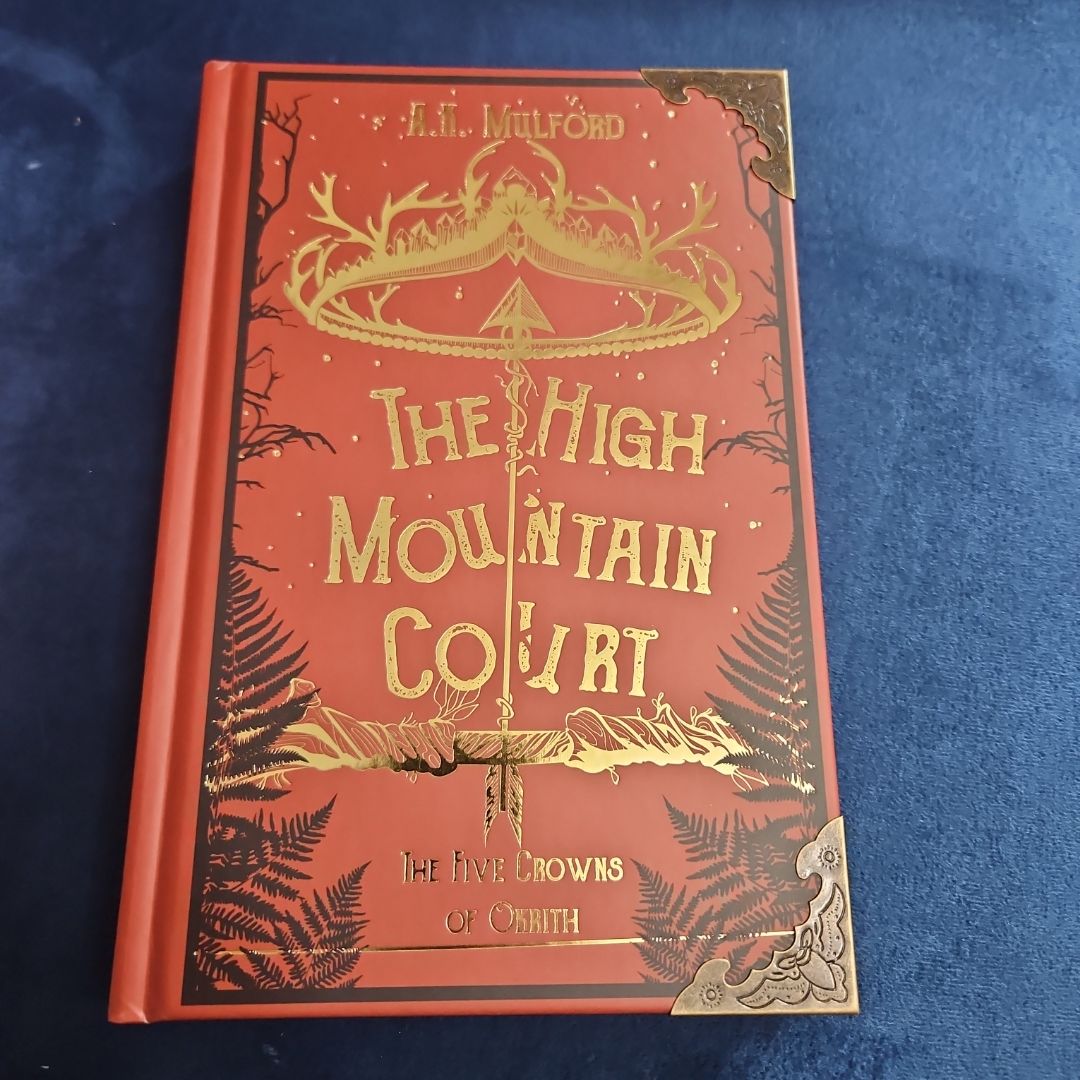 A.K. MULFORD
THE HIGH
MOUNTAIN
COURT
THE FIVE CROWNS
OF OKRITH